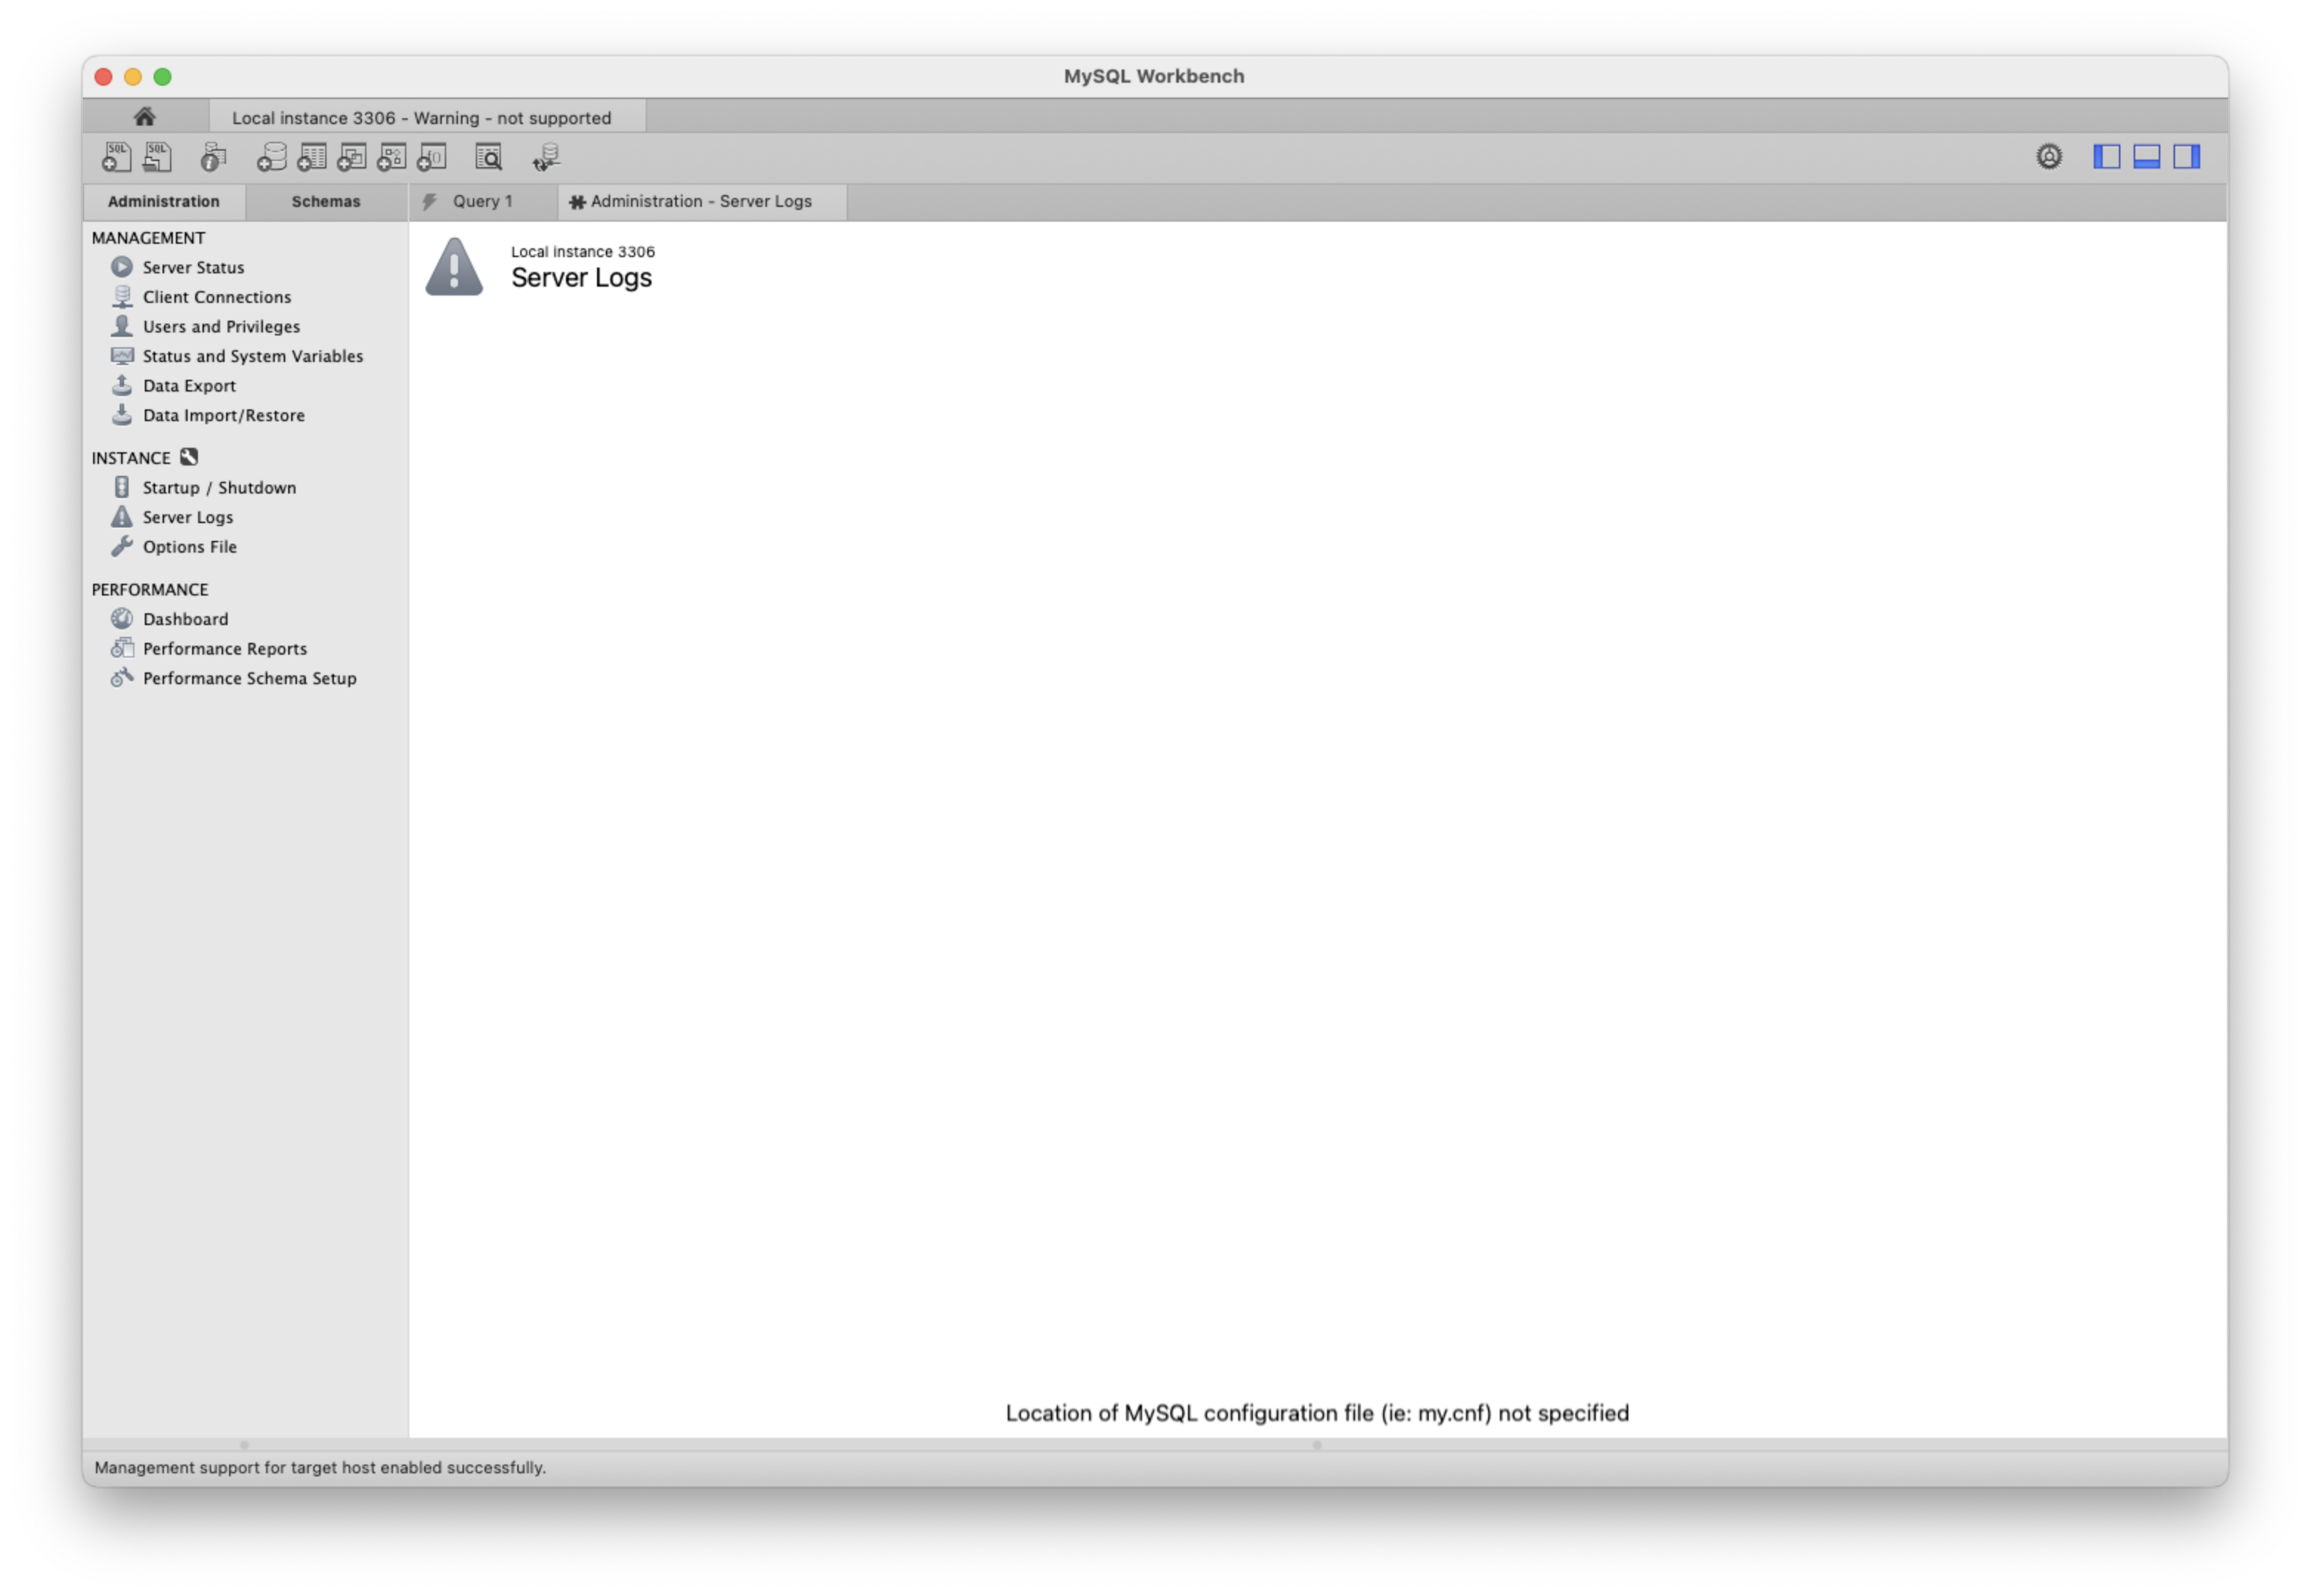 MySQL Workbench
Local instance 3306 - Warning - not supported
SQL SQL
Administration Schemas Query 1 Administration - Server Logs
MANAGEMENT
Server Status
Client Connections
Users and Privileges
Status and System Variables
Data Export
Data Import/Restore
INSTANCE
Startup / Shutdown
Server Logs
Options File
PERFORMANCE
Dashboard
Performance Reports
Performance Schema Setup
Local instance 3306
Server Logs
Location of MySQL configuration file (ie: my.cnf) not specified
Management support for target host enabled successfully.